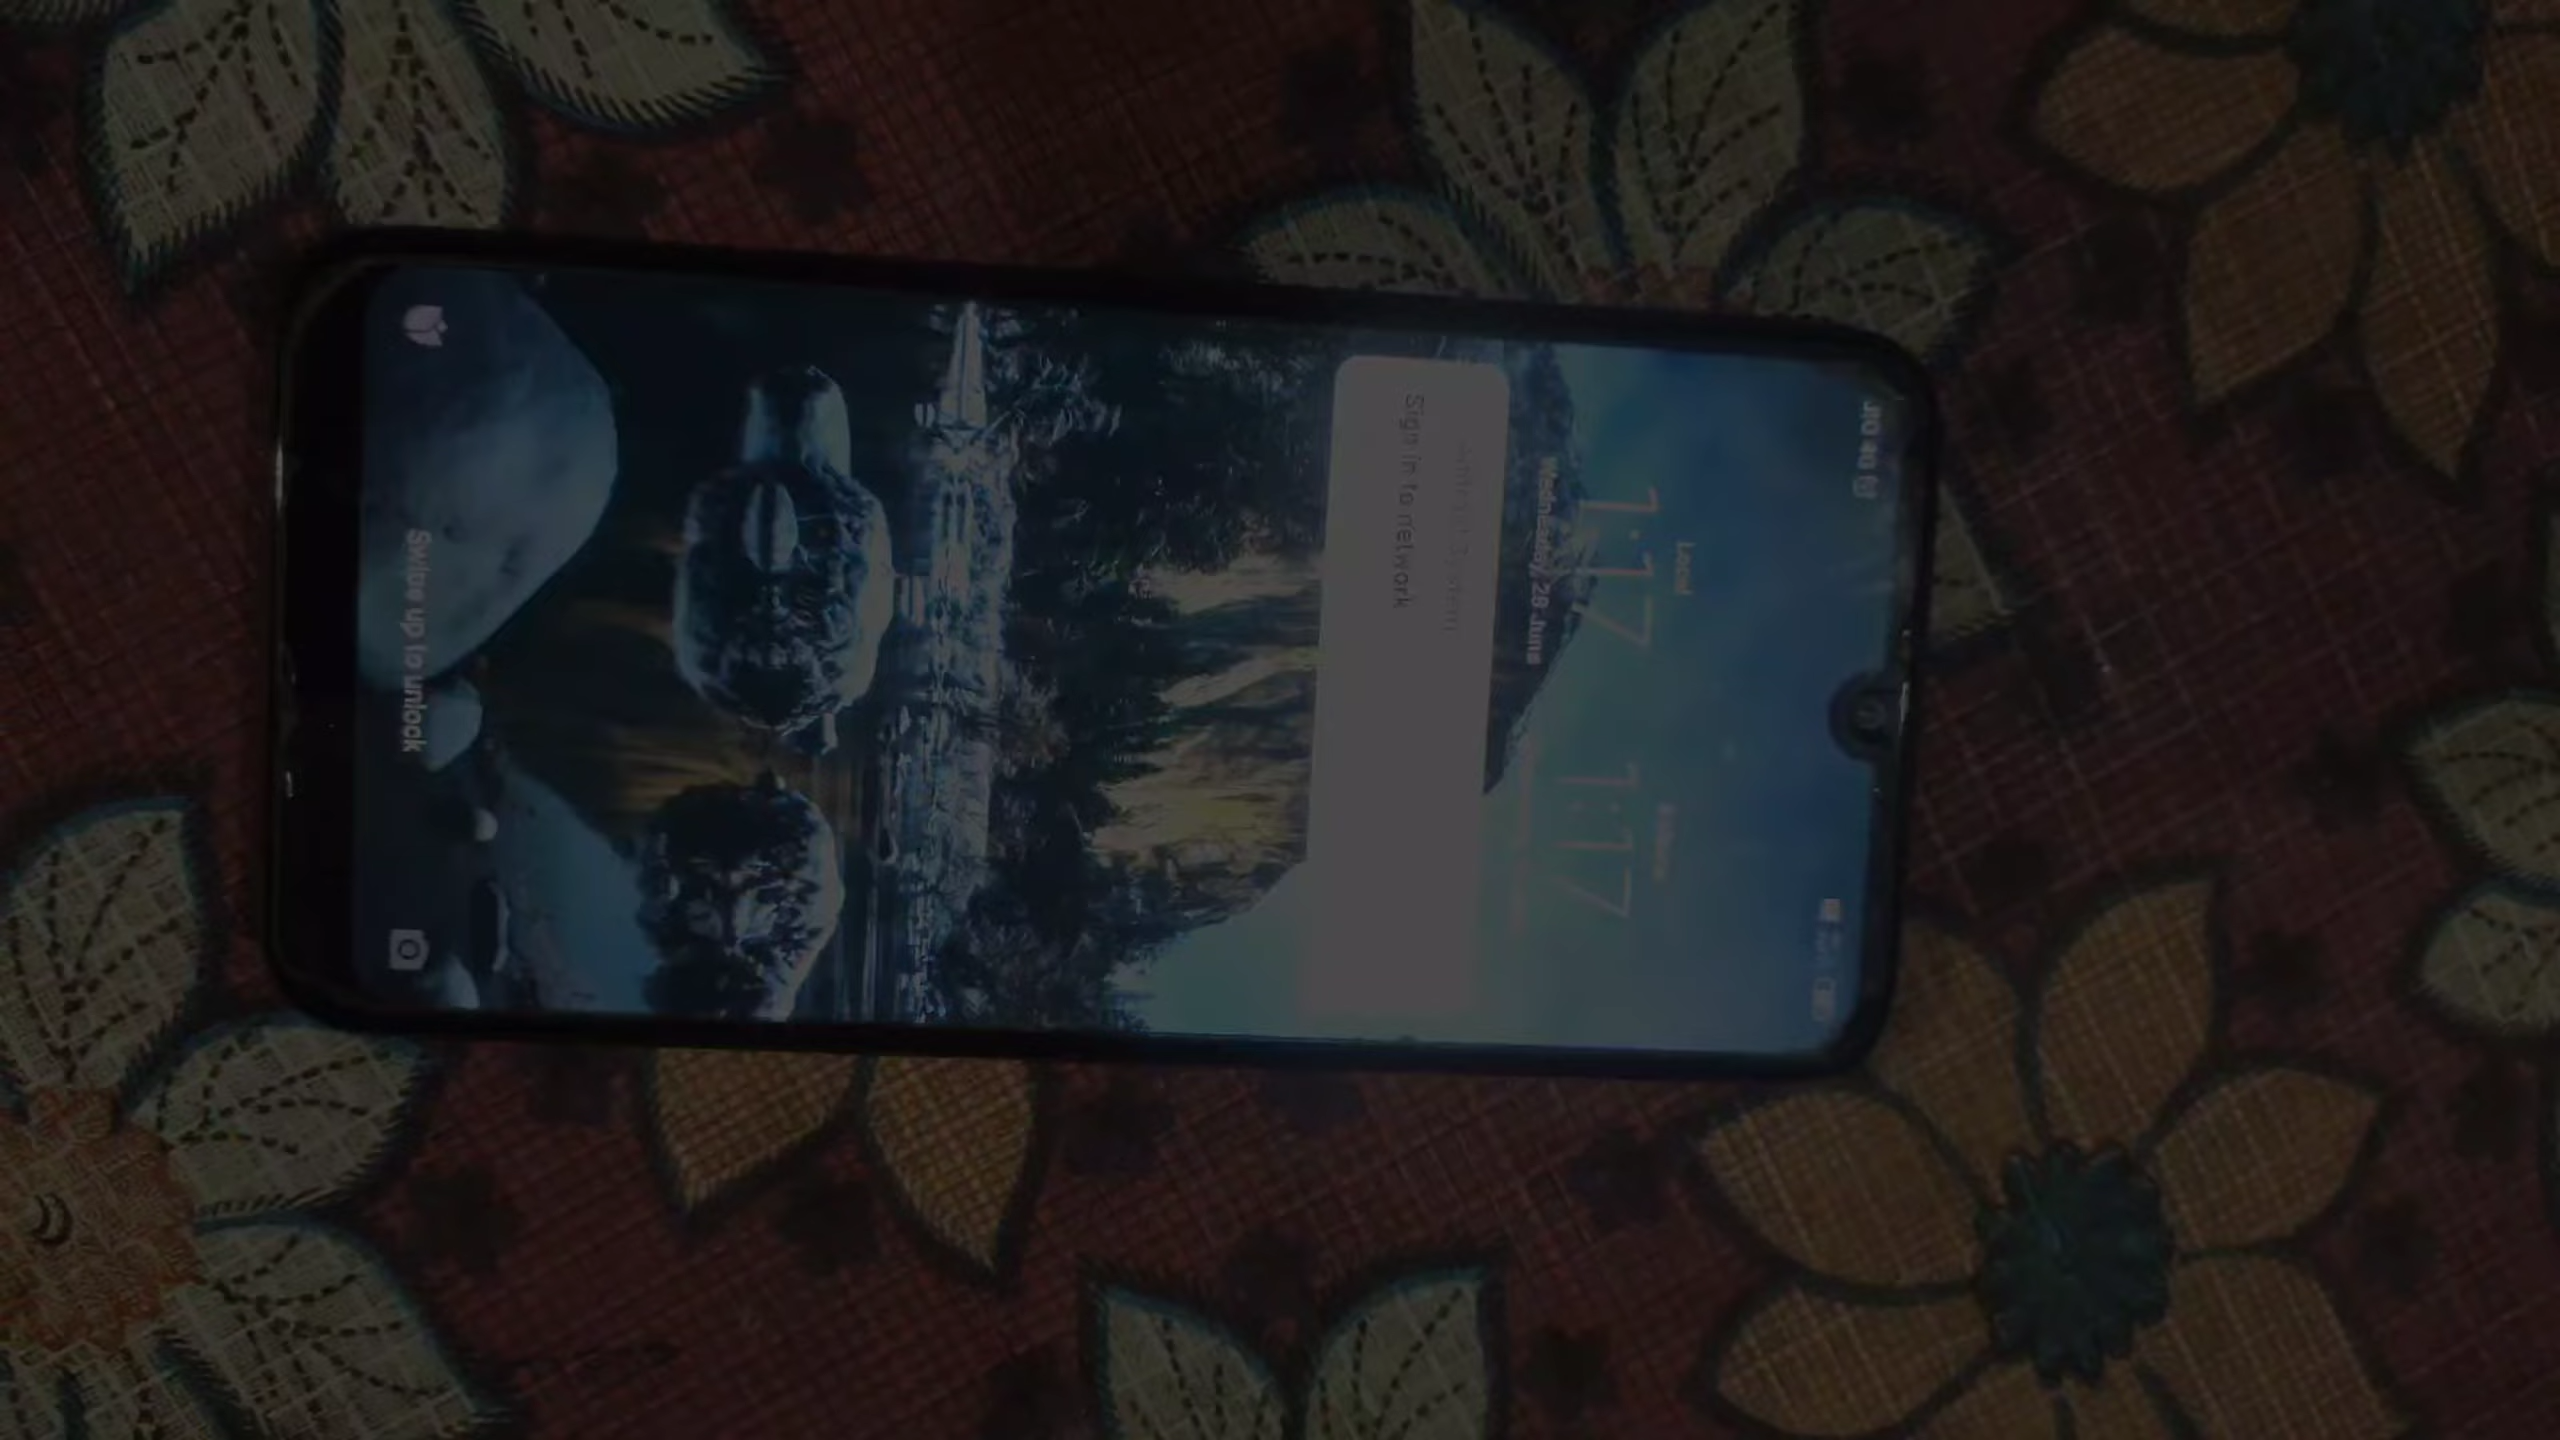 JIO 4G
Local
1:17
1:17
Wednesday, 28 June
Sign in to network
Swipe up to unlock